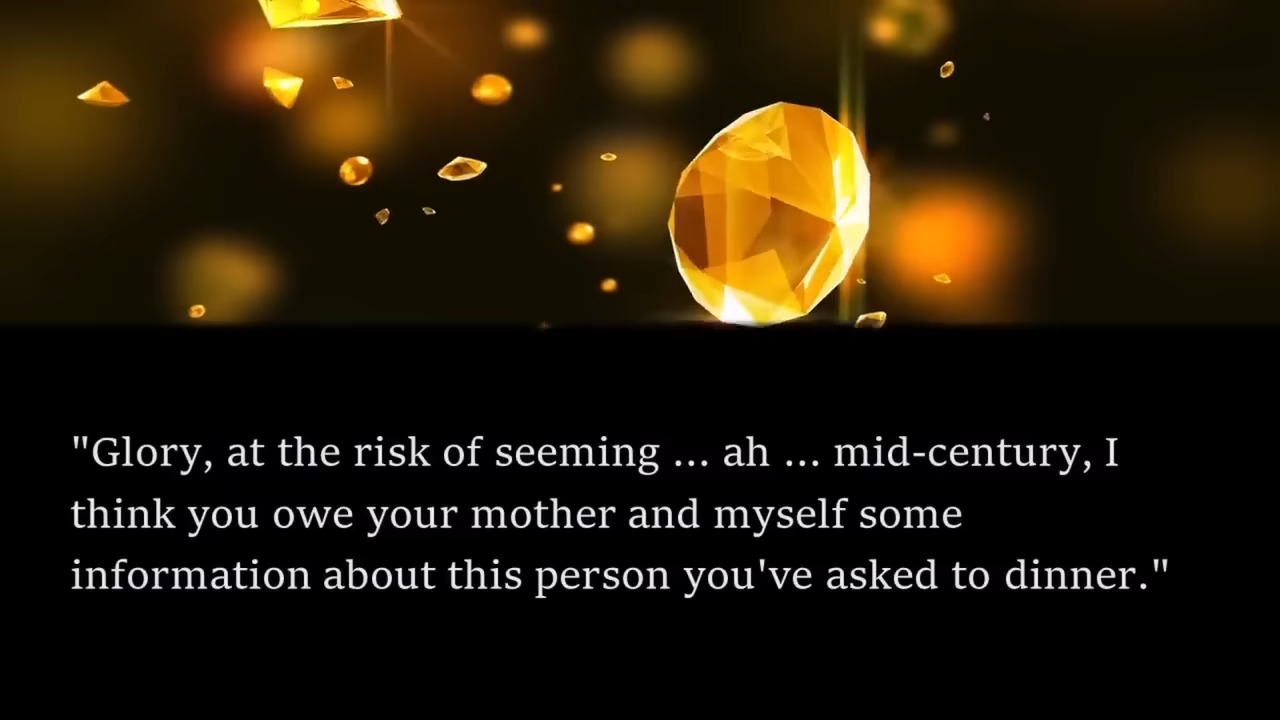 "Glory, at the risk of seeming ... ah ... mid-century, I
think you owe your mother and myself some
information about this person you've asked to dinner."